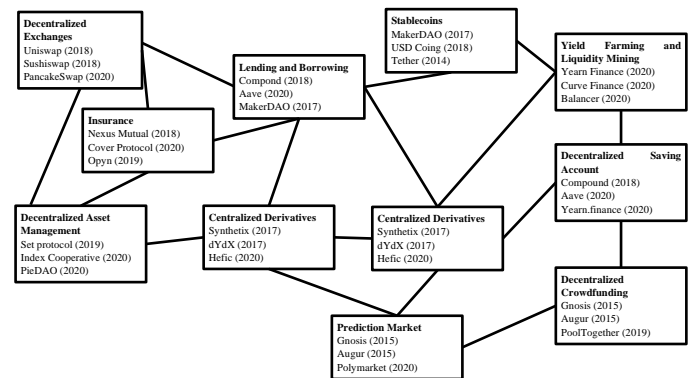 Decentralized
Exchanges
Uniswap (2018)
Sushiswap (2018)
PancakeSwap (2020)
Lending and Borrowing
Compond (2018)
Aave (2020)
MakerDAO (2017)
Stablecoins
MakerDAO (2017)
USD Coing (2018)
Tether (2014)
Yield Farming and
Liquidity Mining
Yearn Finance (2020)
Curve Finance (2020)
Balancer (2020)
Insurance
Nexus Mutual (2018)
Cover Protocol (2020)
Opyn (2019)
Decentralized Saving
Account
Compound (2018)
Aave (2020)
Yearn.finance (2020)
Decentralized Asset
Management
Set protocol (2019)
Index Cooperative (2020)
PieDAO (2020)
Centralized Derivatives
Synthetix (2017)
dYdX (2017)
Hefic (2020)
Centralized Derivatives
Synthetix (2017)
dYdX (2017)
Hefic (2020)
Decentralized
Crowdfunding
Gnosis (2015)
Augur (2015)
PoolTogether (2019)
Prediction Market
Gnosis (2015)
Augur (2015)
Polymarket (2020)